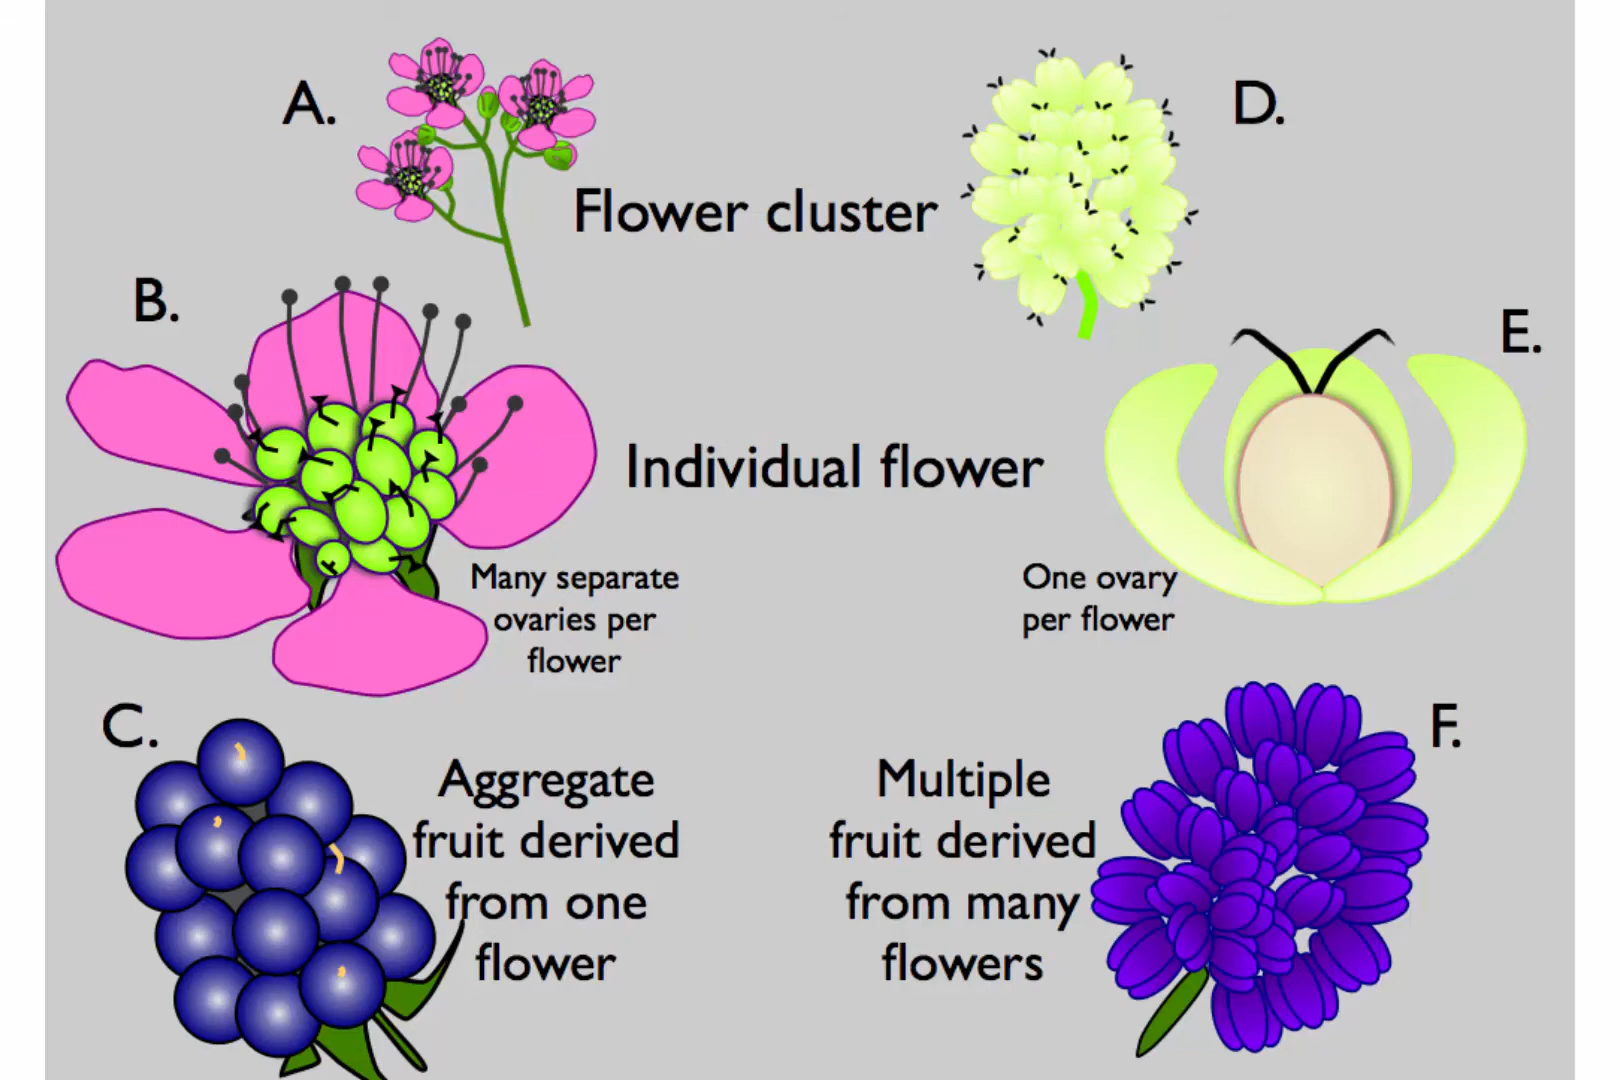 A.
D.
Flower cluster
B.
E.
Individual flower
Many separate
ovaries per
flower
One ovary
per flower
C.
F.
Aggregate
fruit derived
from one
flower
Multiple
fruit derived
from many
flowers